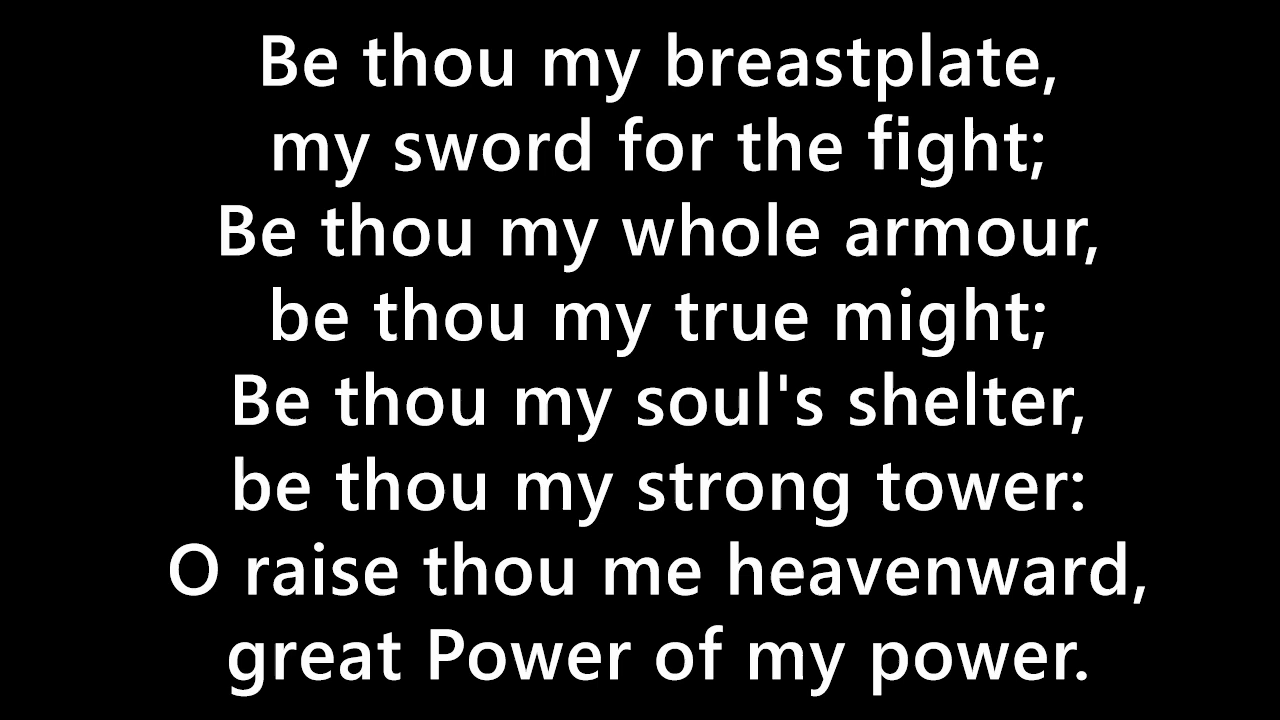 Be thou my breastplate,
my sword for the fight;
Be thou my whole armour,
be thou my true might;
Be thou my soul's shelter,
be thou my strong tower:
O raise thou me heavenward,
great Power of my power.